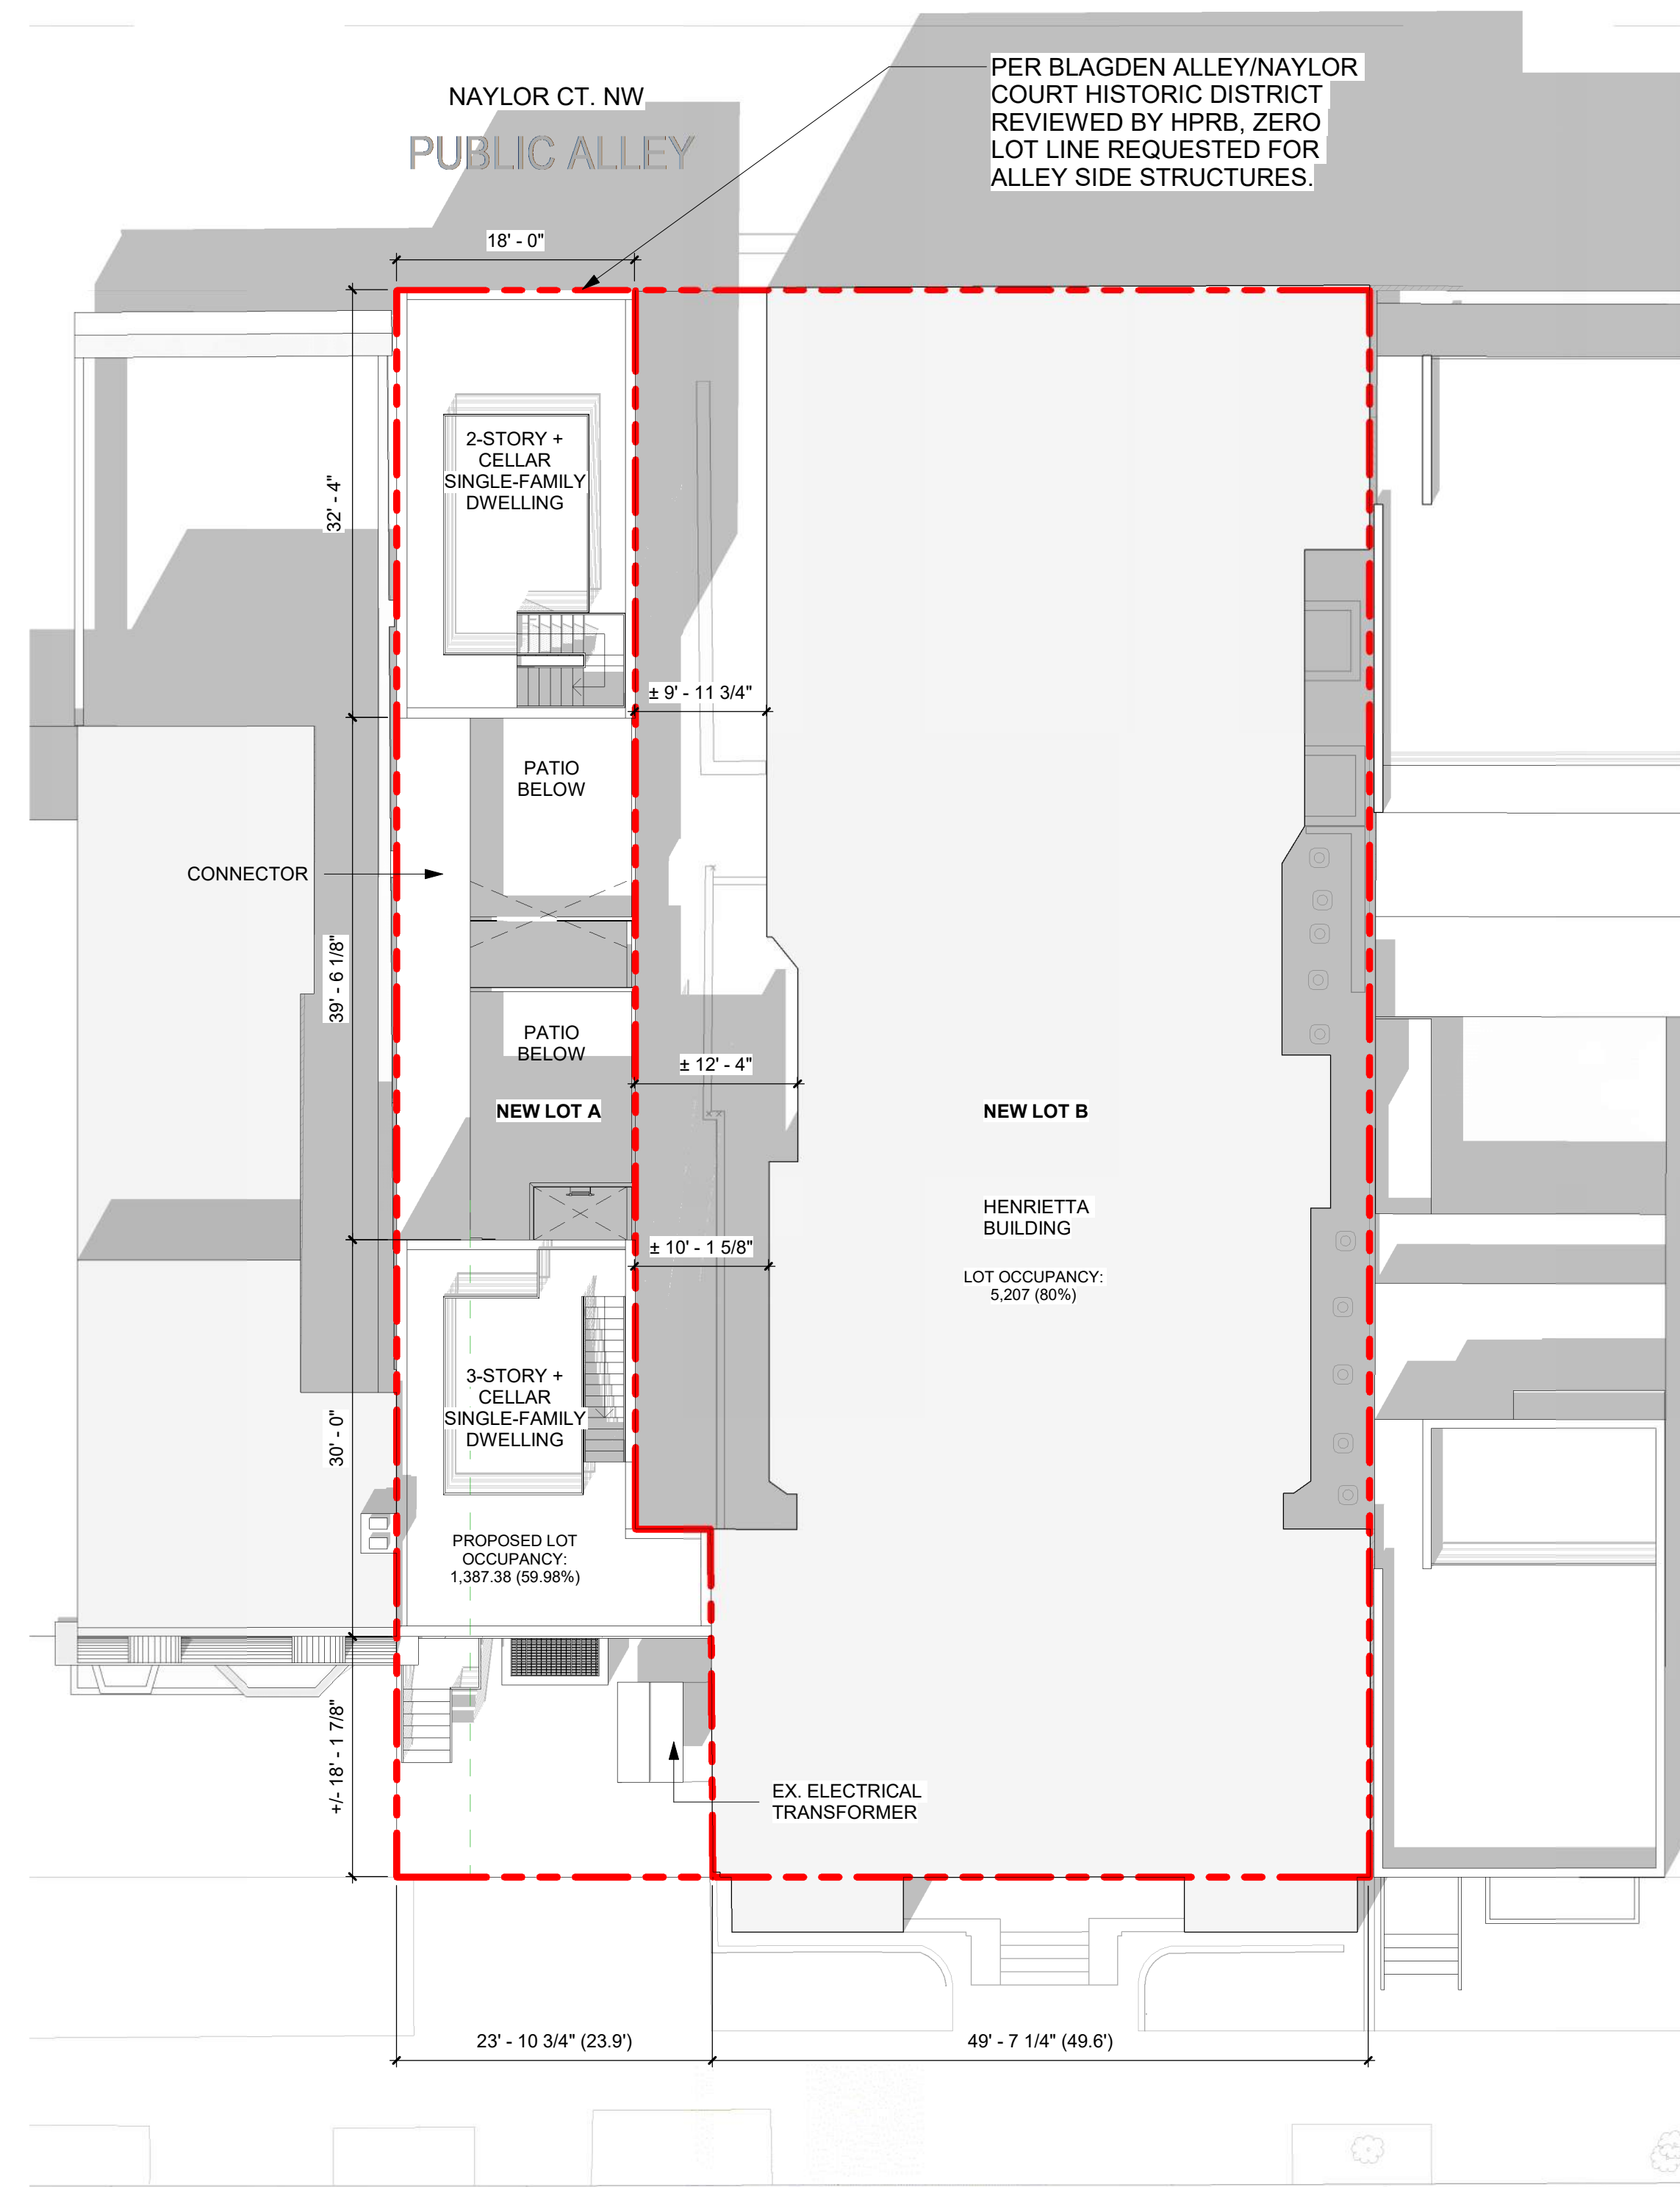 NAYLOR CT. NW
PUBLIC ALLEY
PER BLAGDEN ALLEY/NAYLOR
COURT HISTORIC DISTRICT
REVIEWED BY HPRB, ZERO
LOT LINE REQUESTED FOR
ALLEY SIDE STRUCTURES.
18' - 0"
2-STORY +
CELLAR
SINGLE-FAMILY
DWELLING
32' - 4"
± 9' - 11 3/4"
PATIO
BELOW
CONNECTOR
39' - 6 1/8"
PATIO
BELOW
± 12' - 4"
NEW LOT A
NEW LOT B
HENRIETTA
BUILDING
± 10' - 1 5/8"
LOT OCCUPANCY:
5,207 (80%)
3-STORY +
CELLAR
SINGLE-FAMILY
DWELLING
30' - 0"
PROPOSED LOT
OCCUPANCY:
1,387.38 (59.98%)
+/- 18' - 1 7/8"
EX. ELECTRICAL
TRANSFORMER
23' - 10 3/4" (23.9')
49' - 7 1/4" (49.6')